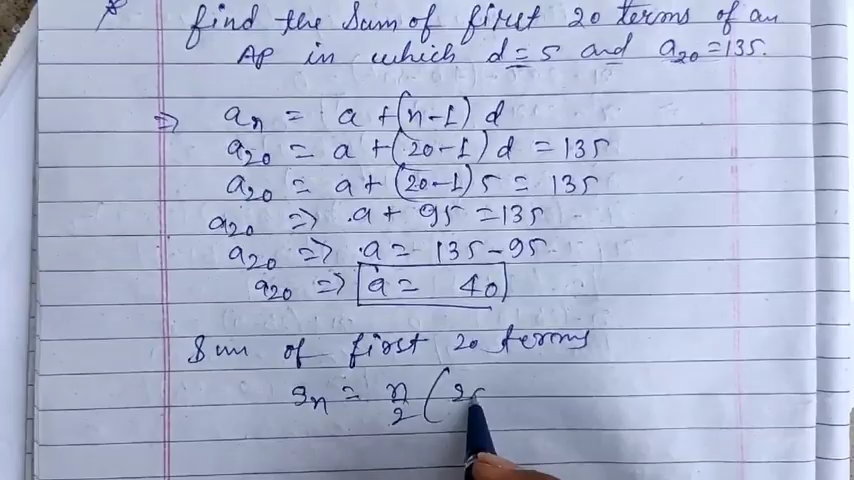 find the Sum of first 20 terms of an
AP in which d = 5 and a₂₀ = 135.
⇒ aₙ = a + (n-1) d
a₂₀ = a + (20-1) d = 135
a₂₀ = a + (20-1) 5 = 135
a₂₀ ⇒ a + 95 = 135
a₂₀ ⇒ a = 135 - 95
a₂₀ ⇒ a = 40
Sum of first 20 terms
Sₙ = n/2 ( 2